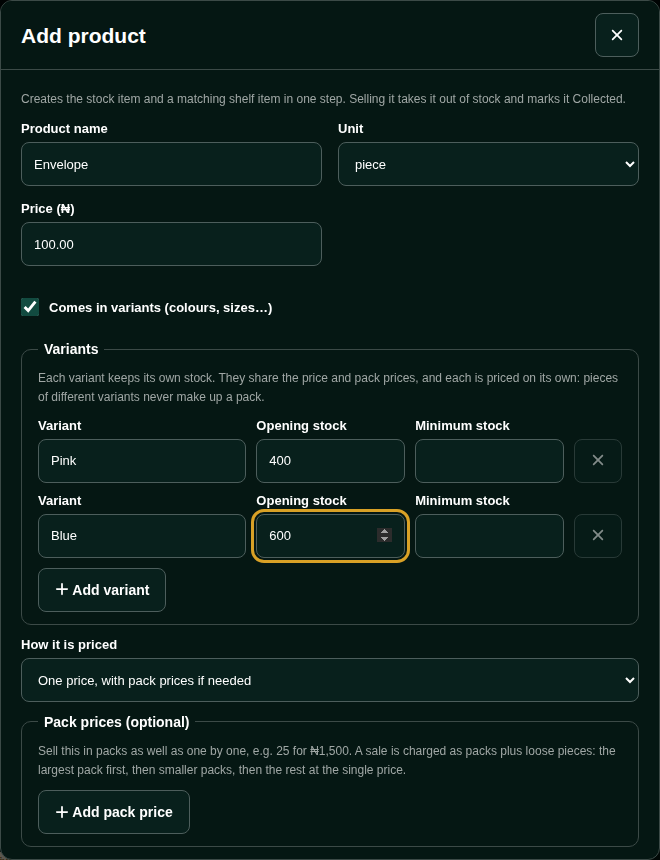 Add product
×
Creates the stock item and a matching shelf item in one step. Selling it takes it out of stock and marks it Collected.
Product name
Unit
Envelope
piece
Price (₦)
100.00
Comes in variants (colours, sizes…)
Variants
Each variant keeps its own stock. They share the price and pack prices, and each is priced on its own: pieces
of different variants never make up a pack.
Variant Opening stock Minimum stock
Pink 400 ×
Variant Opening stock Minimum stock
Blue 600 ×
+ Add variant
How it is priced
One price, with pack prices if needed
Pack prices (optional)
Sell this in packs as well as one by one, e.g. 25 for ₦1,500. A sale is charged as packs plus loose pieces: the
largest pack first, then smaller packs, then the rest at the single price.
+ Add pack price